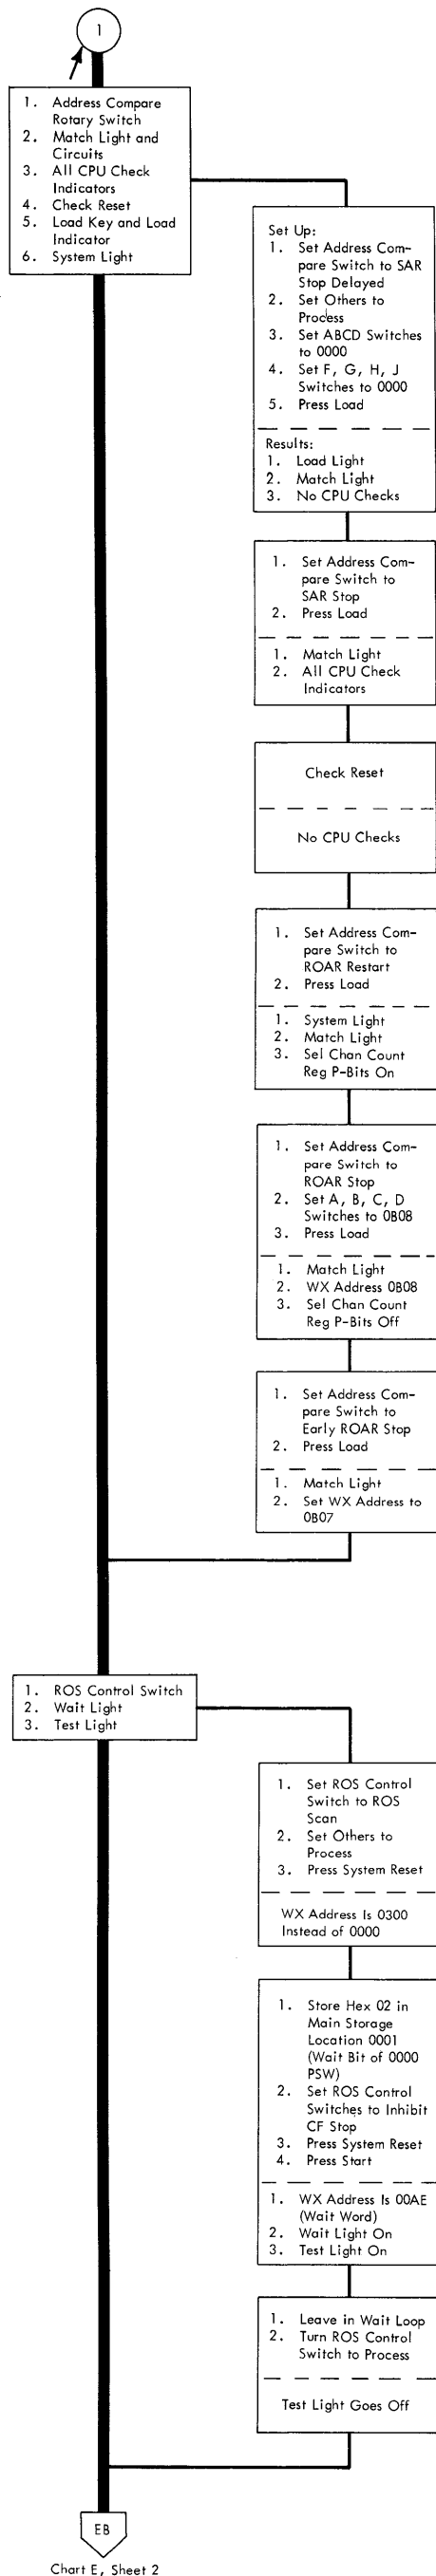 1
1. Address Compare
Rotary Switch
2. Match Light and
Circuits
3. All CPU Check
Indicators
4. Check Reset
5. Load Key and Load
Indicator
6. System Light
Set Up:
1. Set Address Com-
pare Switch to SAR
Stop Delayed
2. Set Others to
Process
3. Set ABCD Switches
to 0000
4. Set F, G, H, J
Switches to 0000
5. Press Load
Results:
1. Load Light
2. Match Light
3. No CPU Checks
1. Set Address Com-
pare Switch to
SAR Stop
2. Press Load
1. Match Light
2. All CPU Check
Indicators
Check Reset
No CPU Checks
1. Set Address Com-
pare Switch to
ROAR Restart
2. Press Load
1. System Light
2. Match Light
3. Sel Chan Count
Reg P-Bits On
1. Set Address Com-
pare Switch to
ROAR Stop
2. Set A, B, C, D
Switches to 0B08
3. Press Load
1. Match Light
2. WX Address 0B08
3. Sel Chan Count
Reg P-Bits Off
1. Set Address Com-
pare Switch to
Early ROAR Stop
2. Press Load
1. Match Light
2. Set WX Address to
0B07
1. ROS Control Switch
2. Wait Light
3. Test Light
1. Set ROS Control
Switch to ROS
Scan
2. Set Others to
Process
3. Press System Reset
WX Address Is 0300
Instead of 0000
1. Store Hex 02 in
Main Storage
Location 0001
(Wait Bit of 0000
PSW)
2. Set ROS Control
Switches to Inhibit
CF Stop
3. Press System Reset
4. Press Start
1. WX Address Is 00AE
(Wait Word)
2. Wait Light On
3. Test Light On
1. Leave in Wait Loop
2. Turn ROS Control
Switch to Process
Test Light Goes Off
EB
Chart E, Sheet 2